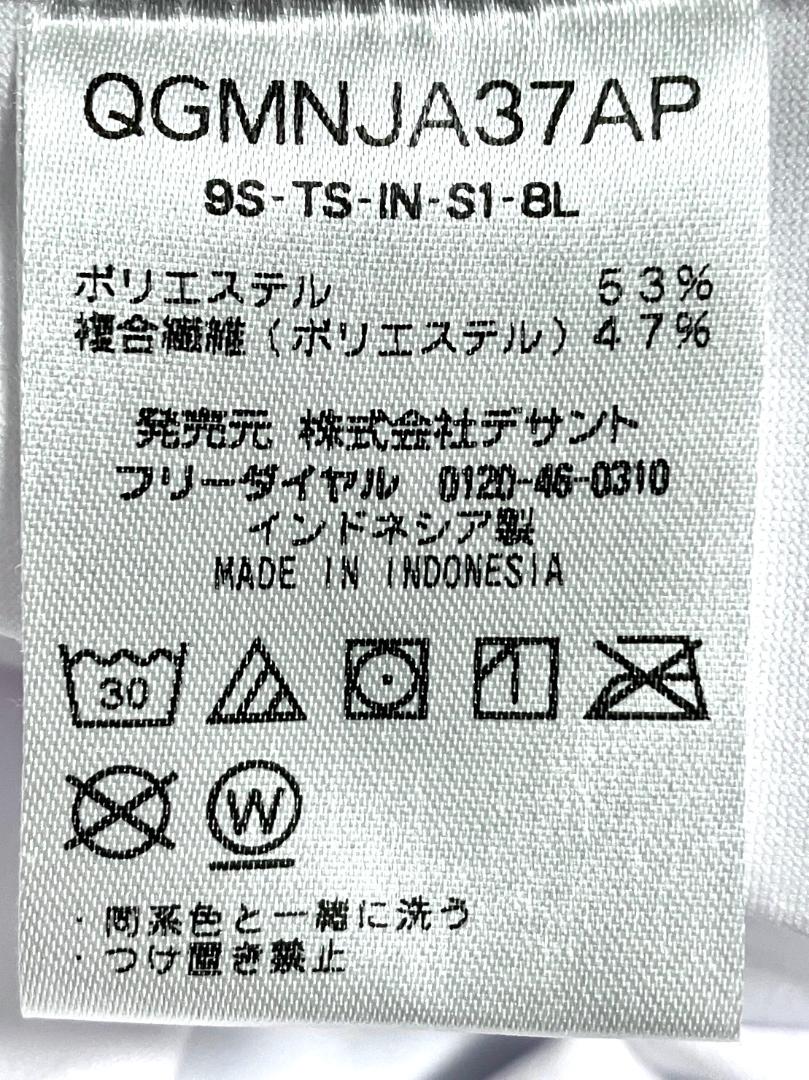 QGMNJA37AP
9S-TS-IN-S1-8L
ポリエステル 53%
複合繊維(ポリエステル)47%
発売元 株式会社デサント
フリーダイヤル 0120-46-0310
インドネシア製
MADE IN INDONESIA
30
W
・同系色と一緒に洗う
・つけ置き禁止